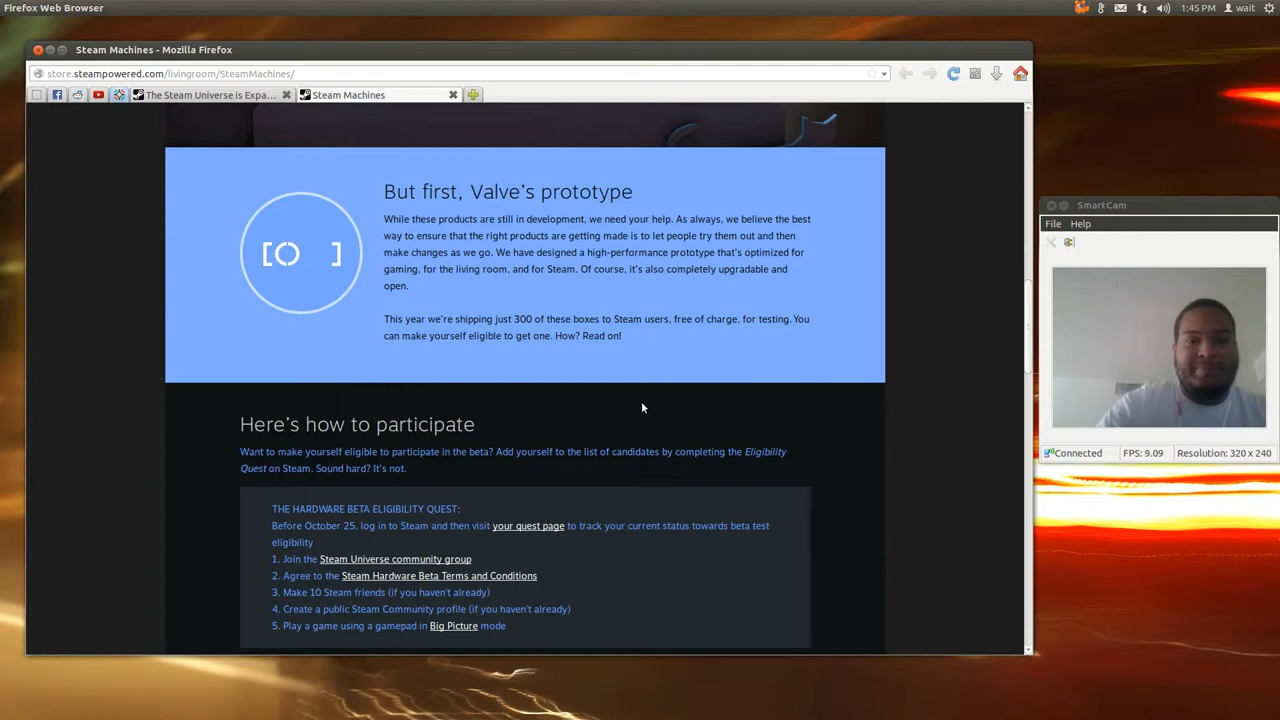 Firefox Web Browser
1:45 PM
wait
Steam Machines - Mozilla Firefox
store.steampowered.com/livingroom/SteamMachines/
The Steam Universe is Expa...
Steam Machines
SmartCam
File Help
But first, Valve's prototype
While these products are still in development, we need your help. As always, we believe the best
way to ensure that the right products are getting made is to let people try them out and then
make changes as we go. We have designed a high-performance prototype that's optimized for
gaming, for the living room, and for Steam. Of course, it's also completely upgradable and
open.
This year we're shipping just 300 of these boxes to Steam users, free of charge, for testing. You
can make yourself eligible to get one. How? Read on!
Here's how to participate
Want to make yourself eligible to participate in the beta? Add yourself to the list of candidates by completing the Eligibility
Quest on Steam. Sound hard? It's not.
THE HARDWARE BETA ELIGIBILITY QUEST:
Before October 25, log in to Steam and then visit your quest page to track your current status towards beta test
eligibility
1. Join the Steam Universe community group
2. Agree to the Steam Hardware Beta Terms and Conditions
3. Make 10 Steam friends (if you haven't already)
4. Create a public Steam Community profile (if you haven't already)
5. Play a game using a gamepad in Big Picture mode
Connected FPS: 9.09 Resolution: 320 x 240